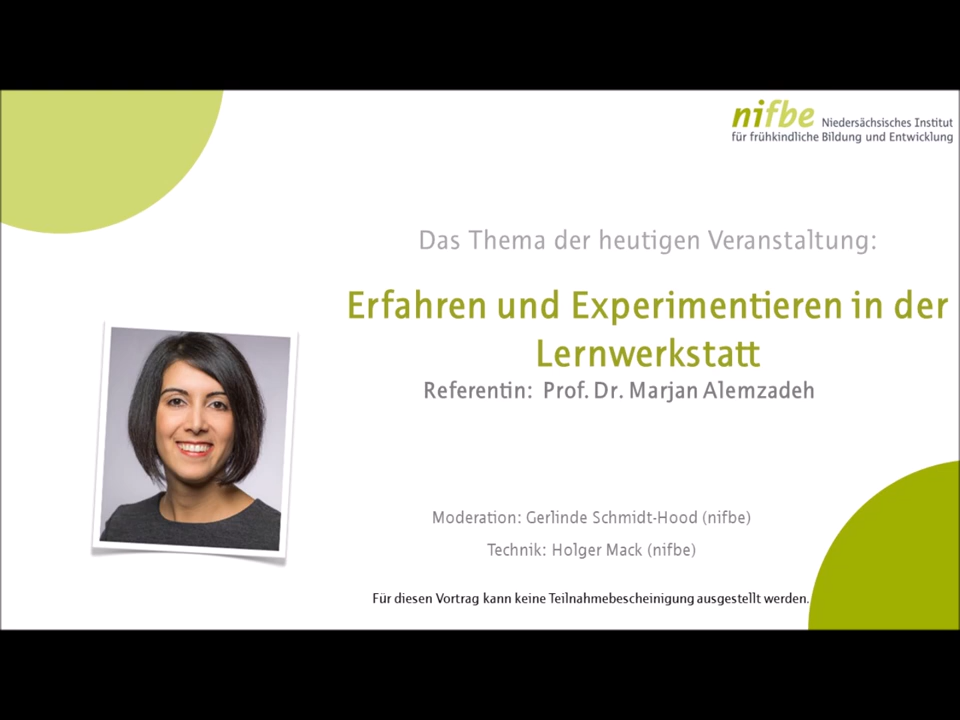 nifbe Niedersächsisches Institut
für frühkindliche Bildung und Entwicklung
Das Thema der heutigen Veranstaltung:
Erfahren und Experimentieren in der
Lernwerkstatt
Referentin: Prof. Dr. Marjan Alemzadeh
Moderation: Gerlinde Schmidt-Hood (nifbe)
Technik: Holger Mack (nifbe)
Für diesen Vortrag kann keine Teilnahmebescheinigung ausgestellt werden.